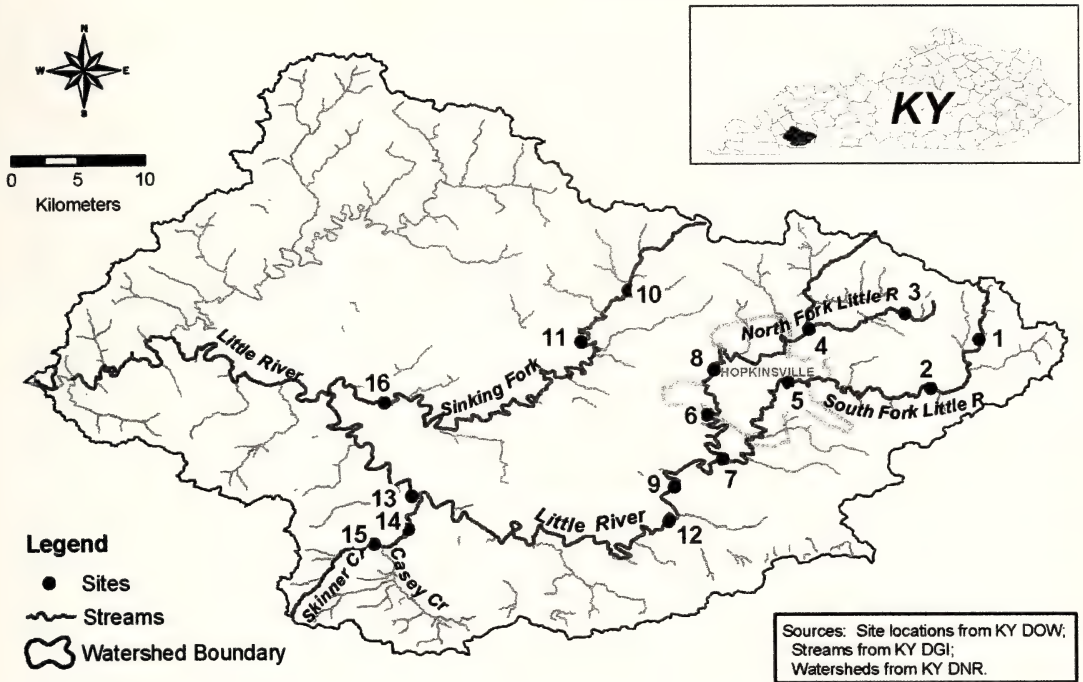 N
W E
S
0 5 10
Kilometers
KY
10
11
Little River
16
Sinking Fork
North Fork Little R
3
4
1
8
HOPKINSVILLE
2
5
South Fork Little R
6
7
9
13
Little River
12
14
15
Skinner Cr
Casey Cr
Legend
Sites
Streams
Watershed Boundary
Sources: Site locations from KY DOW;
Streams from KY DGI;
Watersheds from KY DNR.